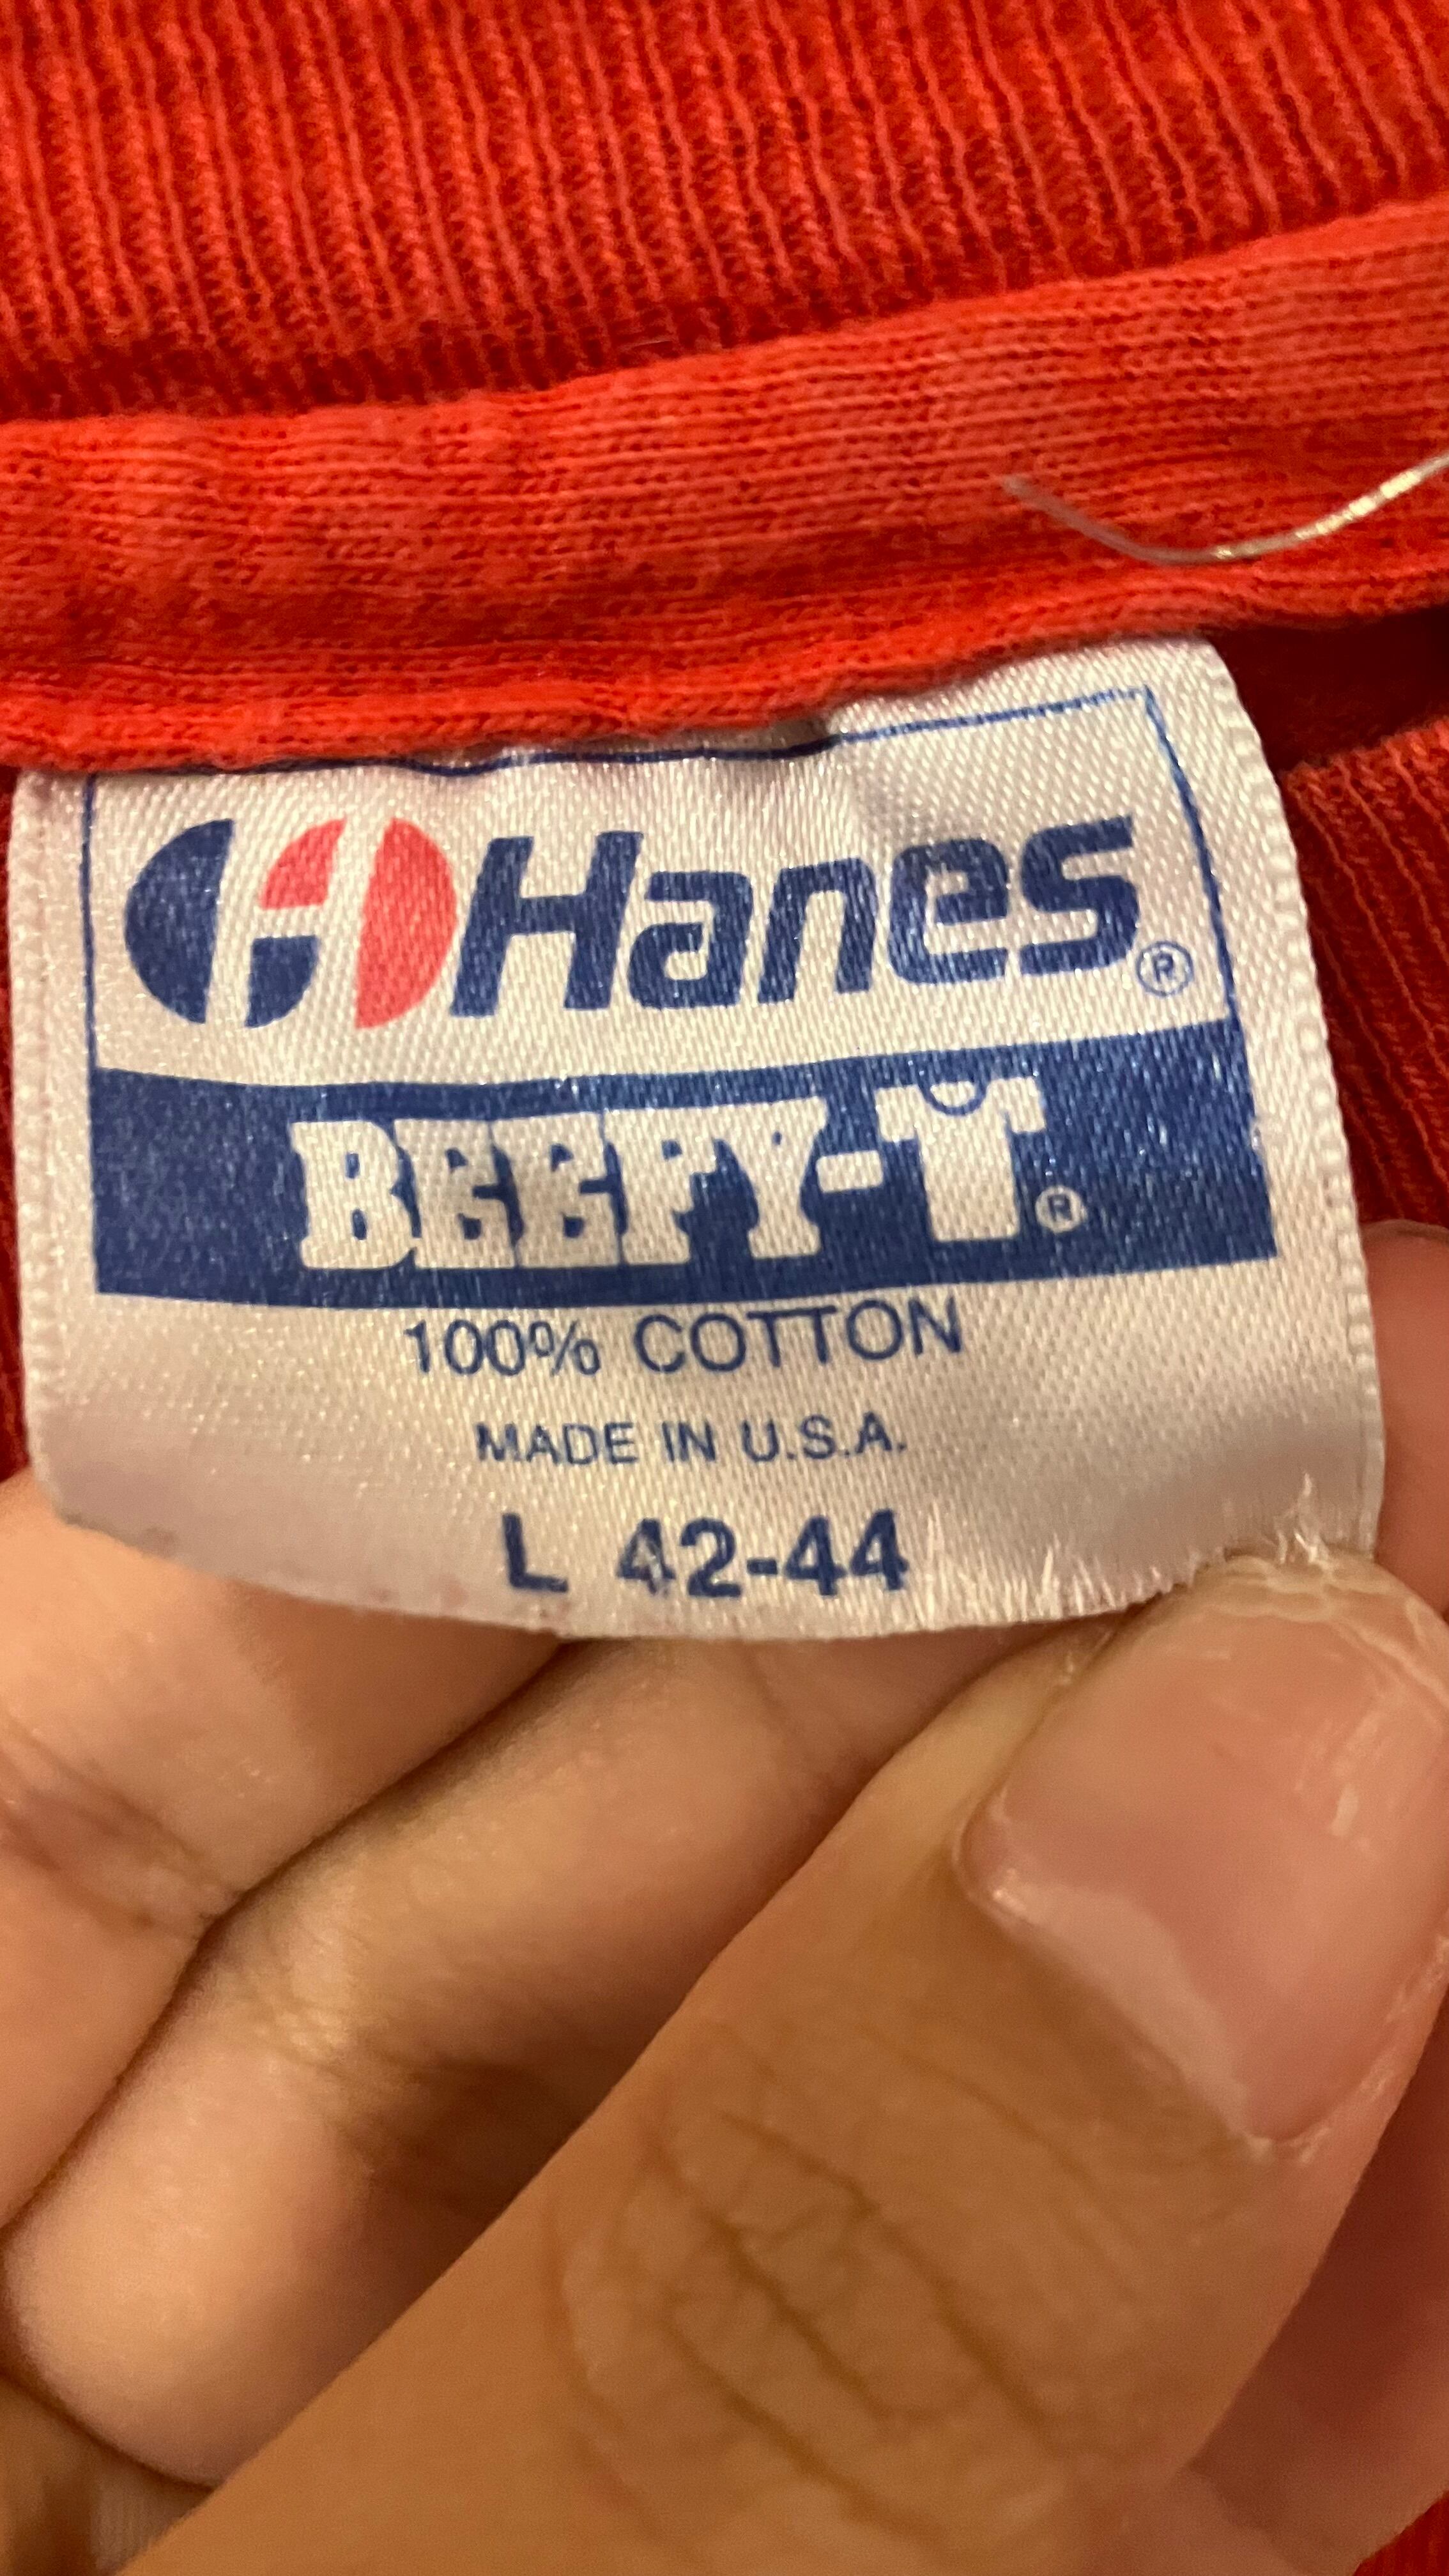 Hanes®
BEEFY-T®
100% COTTON
MADE IN U.S.A.
L 42-44